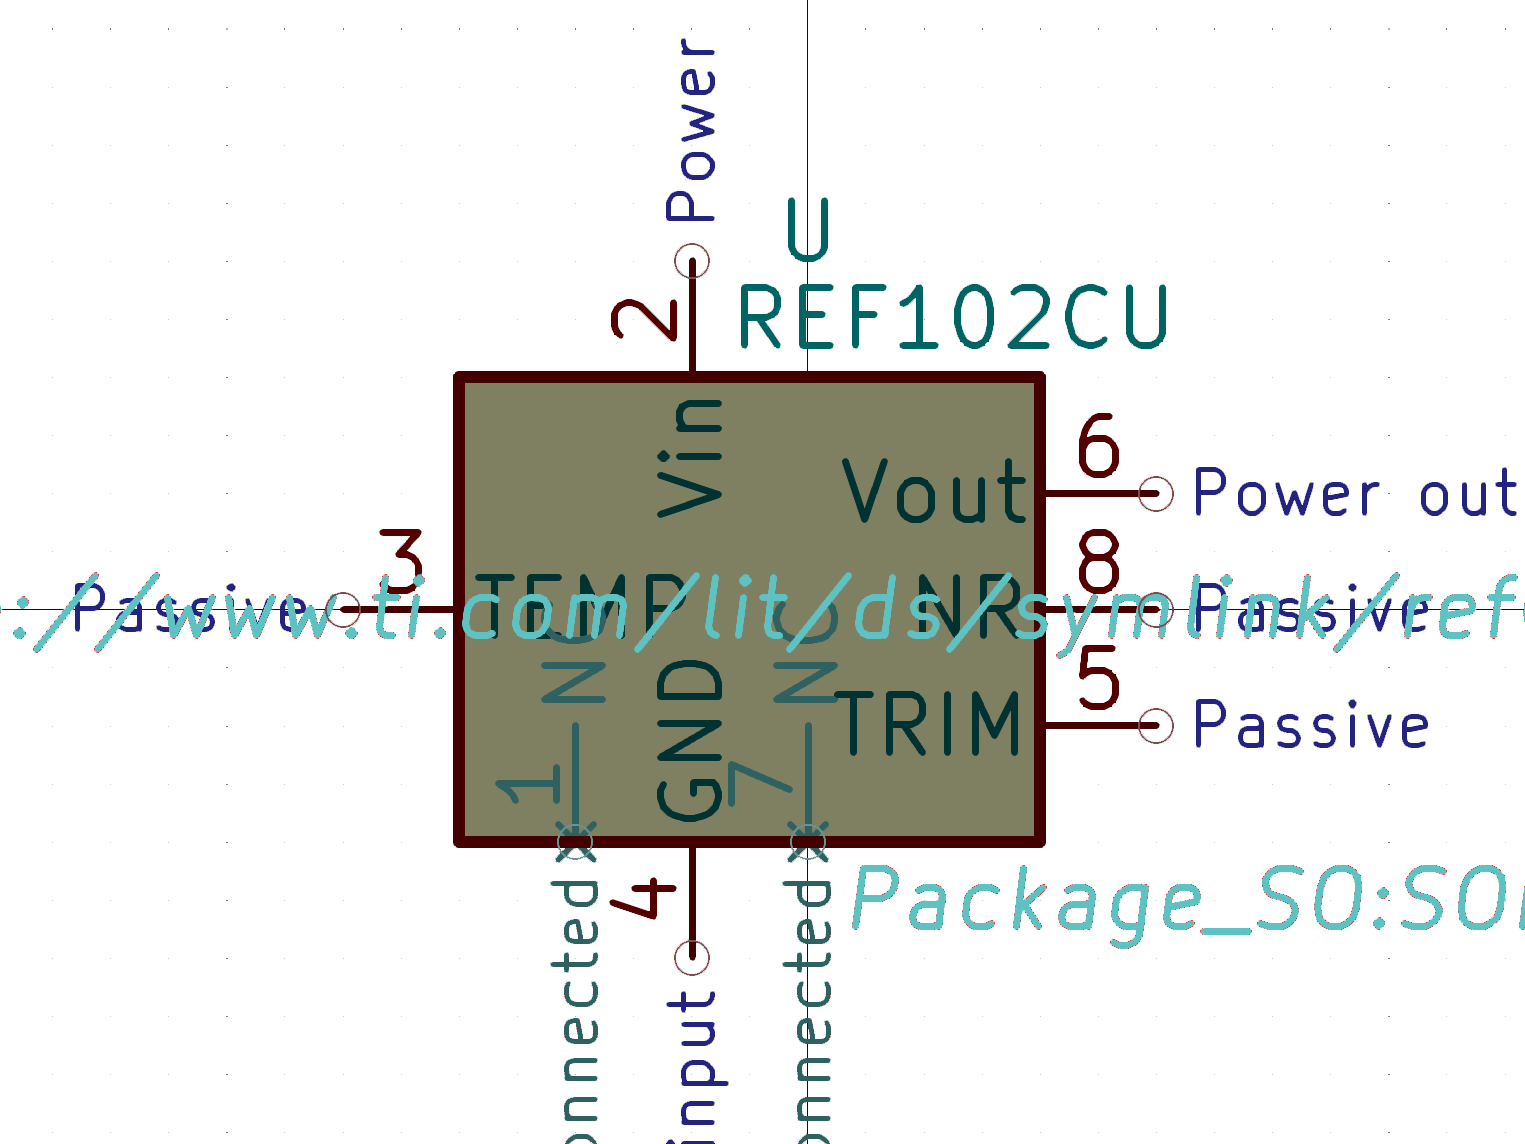 Power
U
2
REF102CU
Vin
6
Vout
Power out
3
8
Passive
TEMP
NR
Passive
://www.ti.com/lit/ds/symlink/ref
NC
NC
5
GND
TRIM
Passive
1
7
4
Package_SO:SOI
onnected
input
onnected